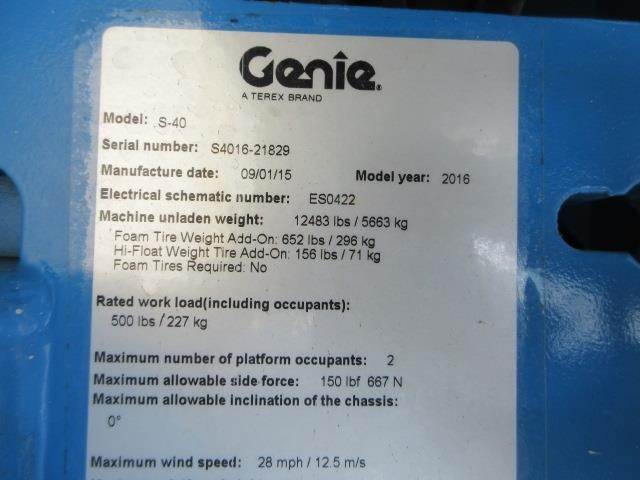 Genie.
A TEREX BRAND
Model: S-40
Serial number: S4016-21829
Manufacture date: 09/01/15 Model year: 2016
Electrical schematic number: ES0422
Machine unladen weight: 12483 lbs / 5663 kg
Foam Tire Weight Add-On: 652 lbs / 296 kg
Hi-Float Weight Tire Add-On: 156 lbs / 71 kg
Foam Tires Required: No
Rated work load(including occupants):
500 lbs / 227 kg
Maximum number of platform occupants: 2
Maximum allowable side force: 150 lbf 667 N
Maximum allowable inclination of the chassis:
0°
Maximum wind speed: 28 mph / 12.5 m/s